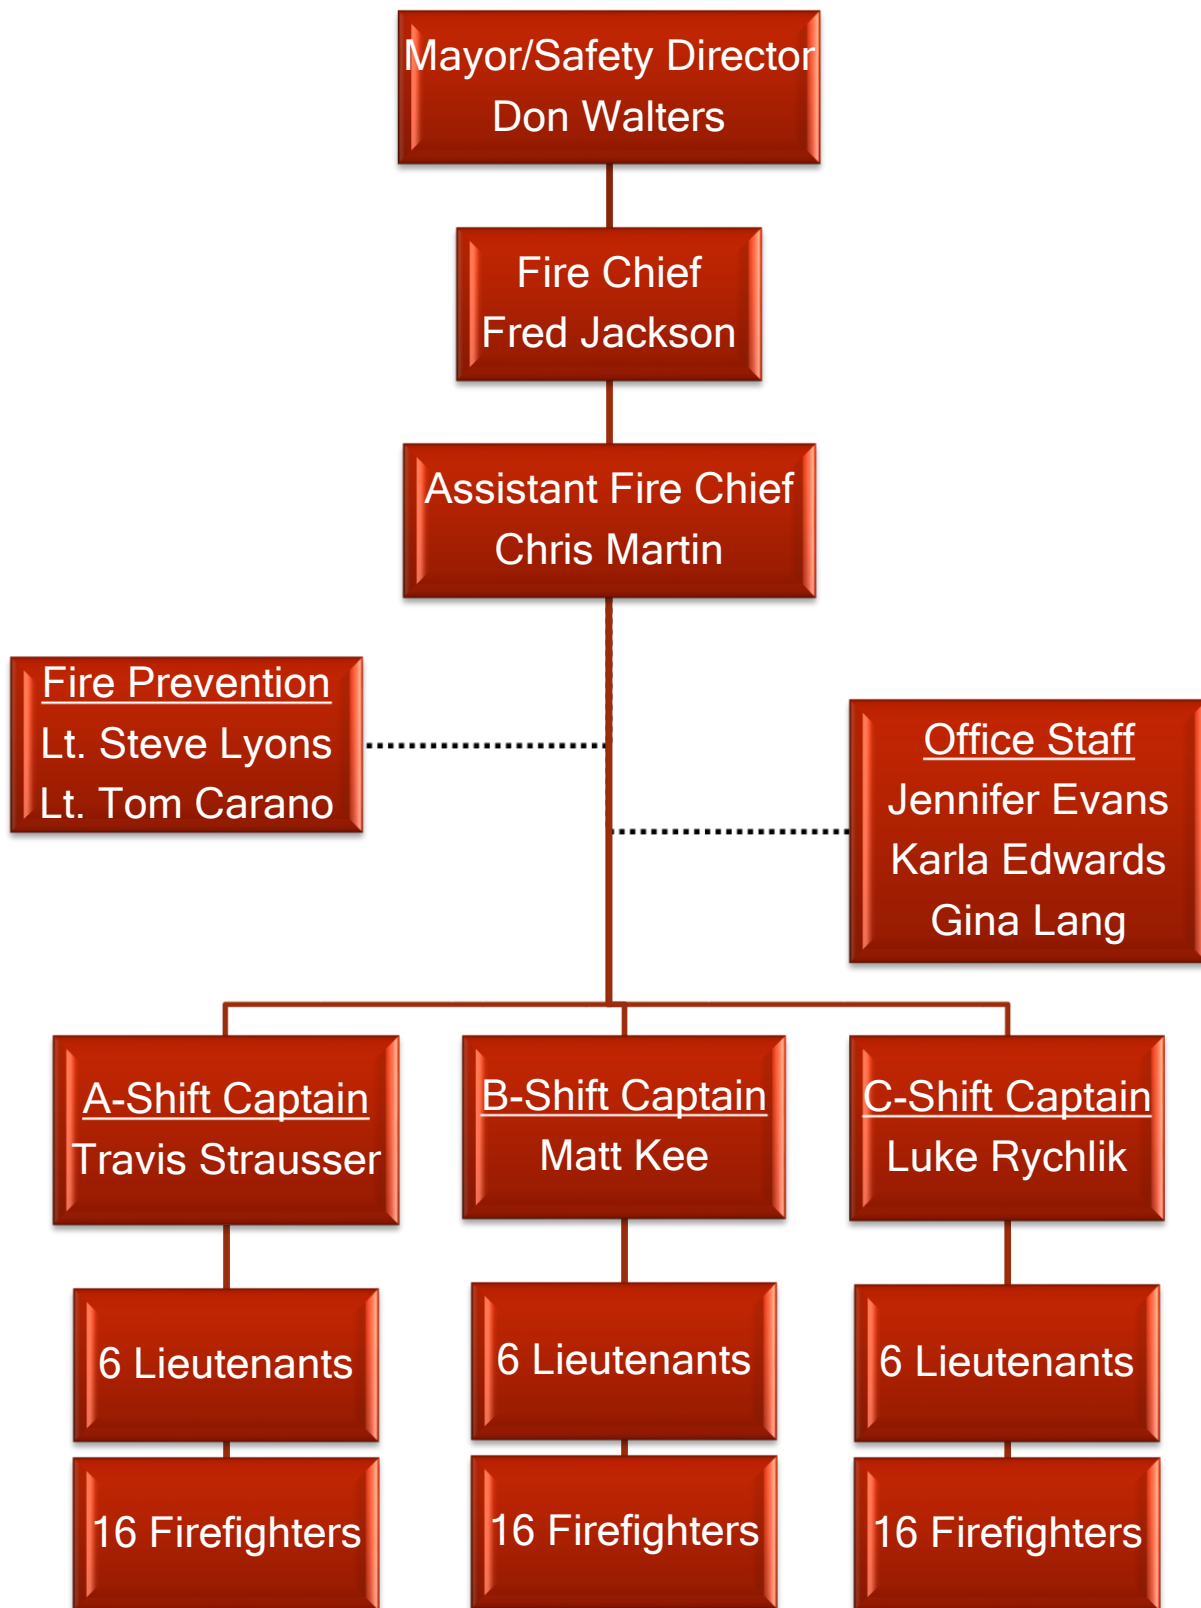 Mayor/Safety Director
Don Walters
Fire Chief
Fred Jackson
Assistant Fire Chief
Chris Martin
Fire Prevention
Lt. Steve Lyons
Lt. Tom Carano
Office Staff
Jennifer Evans
Karla Edwards
Gina Lang
A-Shift Captain
Travis Strausser
B-Shift Captain
Matt Kee
C-Shift Captain
Luke Rychlik
6 Lieutenants
6 Lieutenants
6 Lieutenants
16 Firefighters
16 Firefighters
16 Firefighters